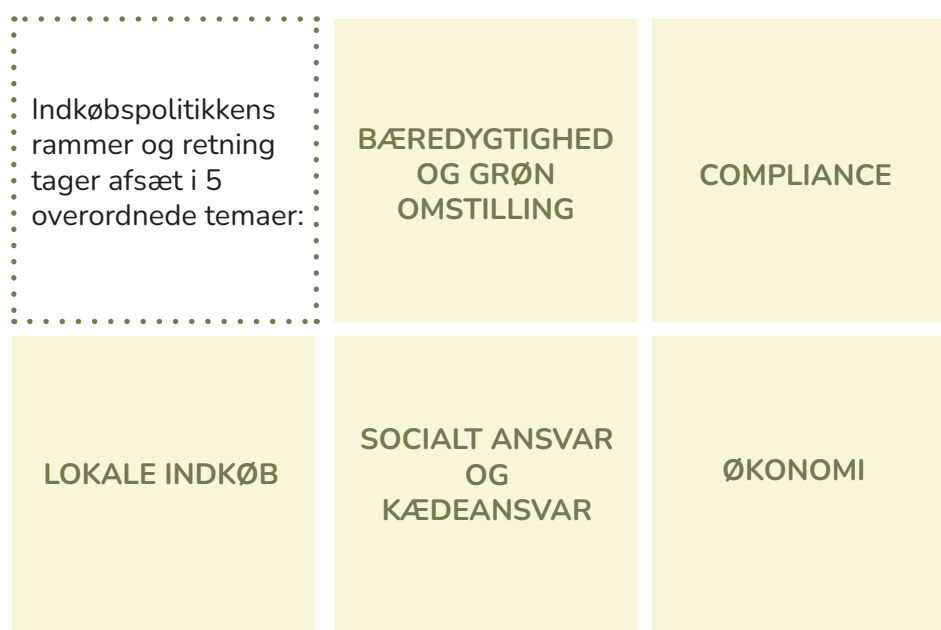 Indkøbspolitikkens
rammer og retning
tager afsæt i 5
overordnede temaer:
BÆREDYGTIGHED
OG GRØN
OMSTILLING
COMPLIANCE
LOKALE INDKØB
SOCIALT ANSVAR
OG
KÆDEANSVAR
ØKONOMI